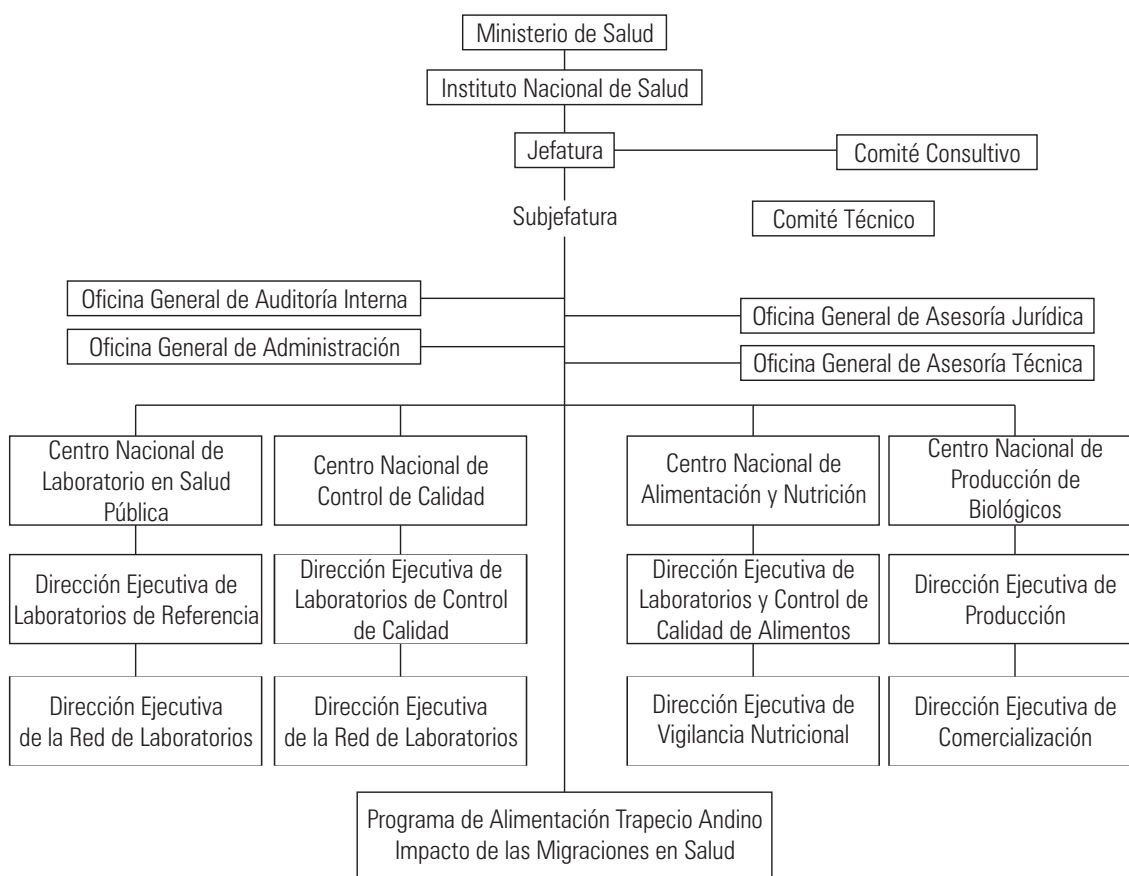 Ministerio de Salud
Instituto Nacional de Salud
Jefatura
Comité Consultivo
Subjefatura
Comité Técnico
Oficina General de Auditoría Interna
Oficina General de Asesoría Jurídica
Oficina General de Administración
Oficina General de Asesoría Técnica
Centro Nacional de
Laboratorio en Salud
Pública
Centro Nacional de
Control de Calidad
Centro Nacional de
Alimentación y Nutrición
Centro Nacional de
Producción de
Biológicos
Dirección Ejecutiva de
Laboratorios de Referencia
Dirección Ejecutiva de
Laboratorios de Control
de Calidad
Dirección Ejecutiva de
Laboratorios y Control de
Calidad de Alimentos
Dirección Ejecutiva de
Producción
Dirección Ejecutiva
de la Red de Laboratorios
Dirección Ejecutiva
de la Red de Laboratorios
Dirección Ejecutiva de
Vigilancia Nutricional
Dirección Ejecutiva de
Comercialización
Programa de Alimentación Trapecio Andino
Impacto de las Migraciones en Salud